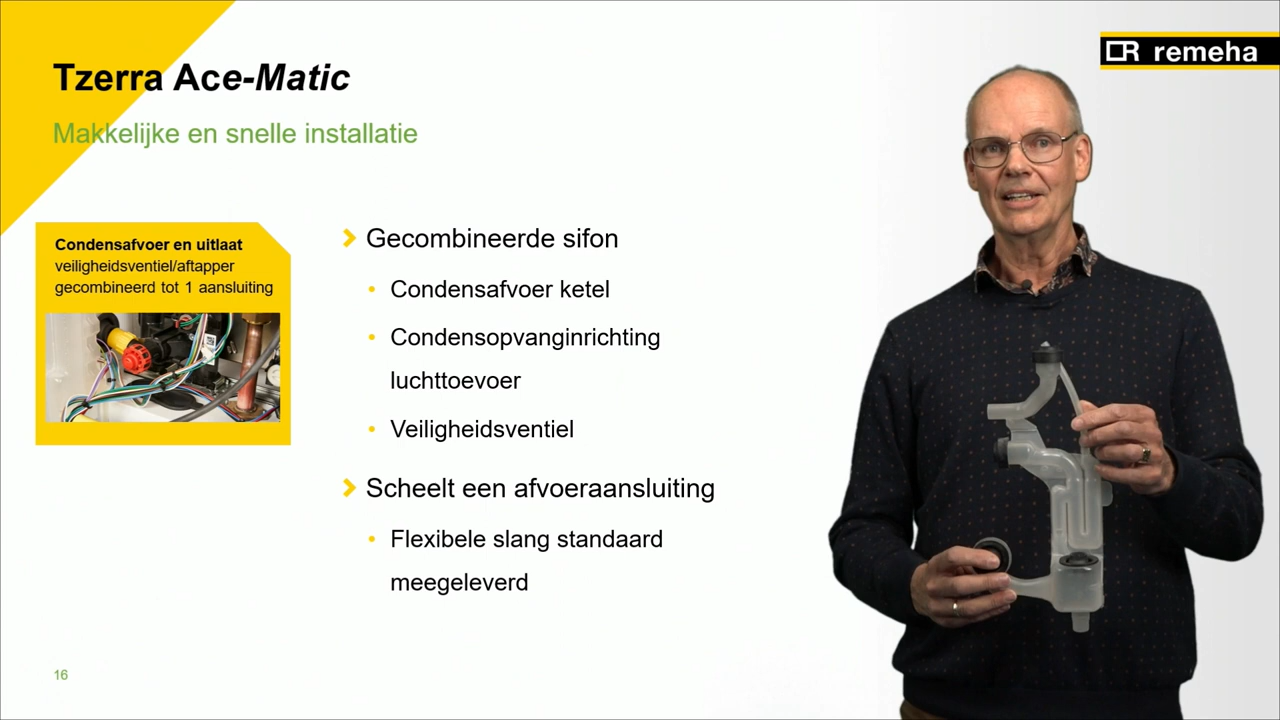 Tzerra Ace-Matic
Makkelijke en snelle installatie
remeha
Condensafvoer en uitlaat
veiligheidsventiel/aftapper
gecombineerd tot 1 aansluiting
Gecombineerde sifon
• Condensafvoer ketel
• Condensopvanginrichting
luchttoevoer
• Veiligheidsventiel
Scheelt een afvoeraansluiting
• Flexibele slang standaard
meegeleverd
16